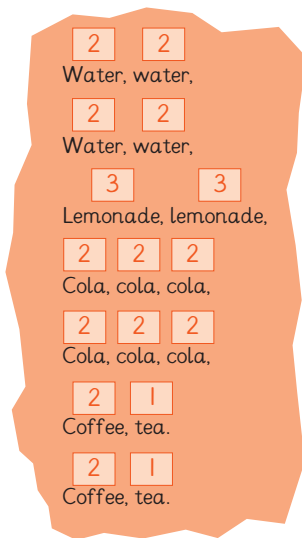 2 2
Water, water,
2 2
Water, water,
3 3
Lemonade, lemonade,
2 2 2
Cola, cola, cola,
2 2 2
Cola, cola, cola,
2 1
Coffee, tea.
2 1
Coffee, tea.